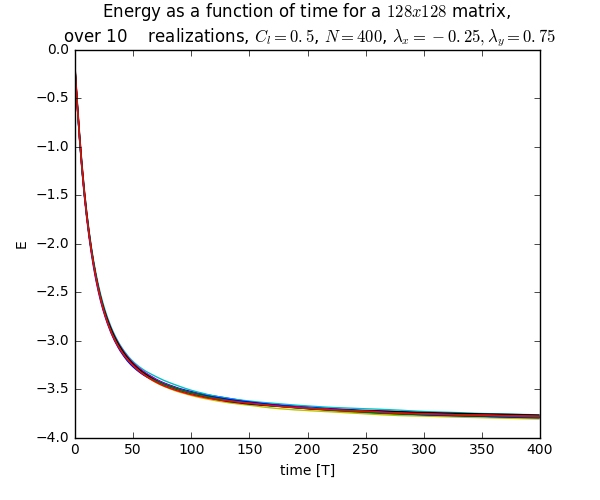 Energy as a function of time for a 128x128 matrix,
over 10 realizations, C_l = 0.5, N = 400, λ_x = −0.25, λ_y = 0.75
0.0
−0.5
−1.0
−1.5
−2.0
−2.5
−3.0
−3.5
−4.0
E
0 50 100 150 200 250 300 350 400
time [T]